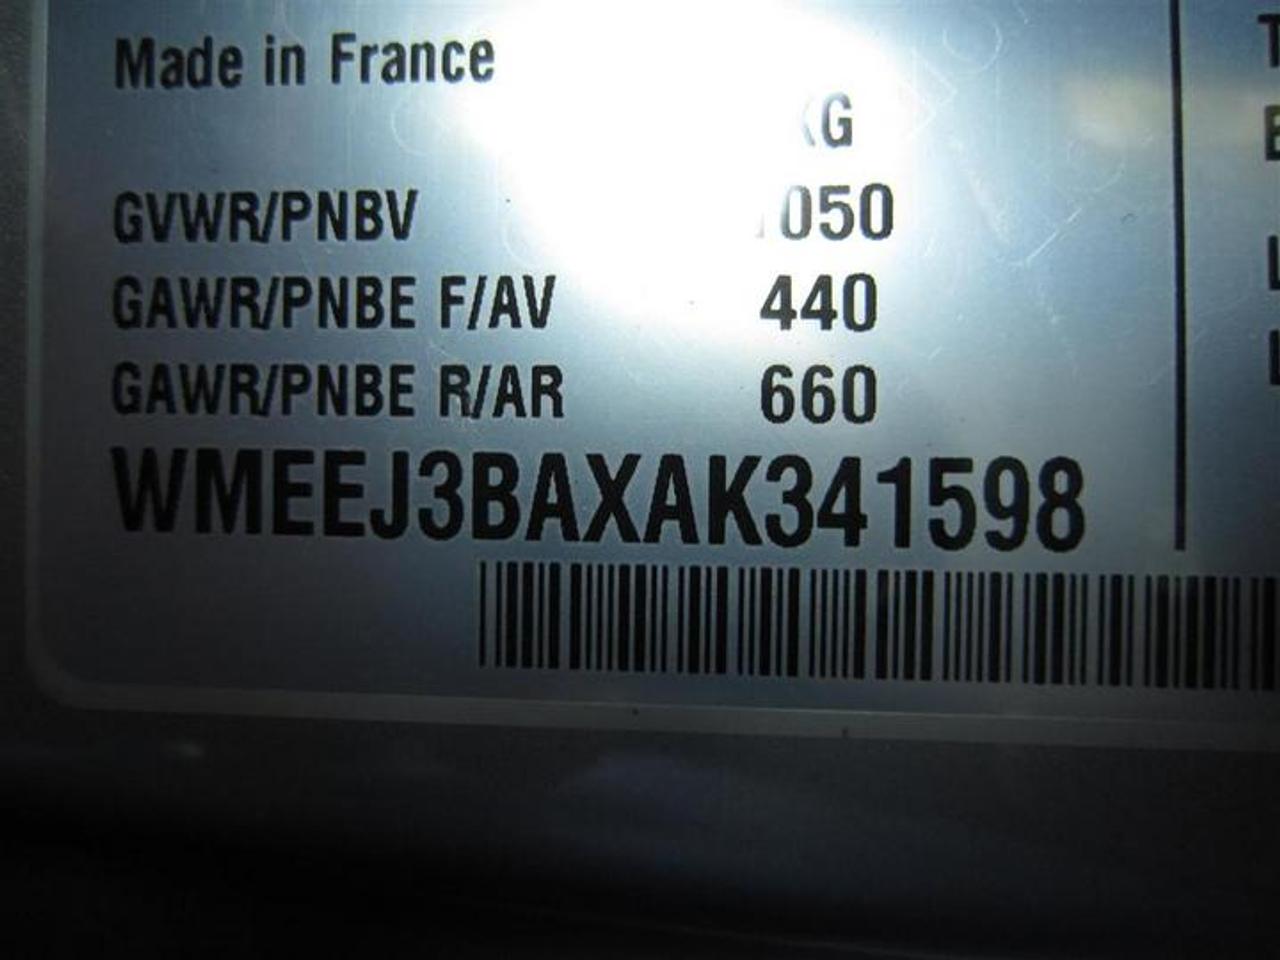 Made in France
KG
GVWR/PNBV 1050
GAWR/PNBE F/AV 440
GAWR/PNBE R/AR 660
WMEEJ3BAXAK341598